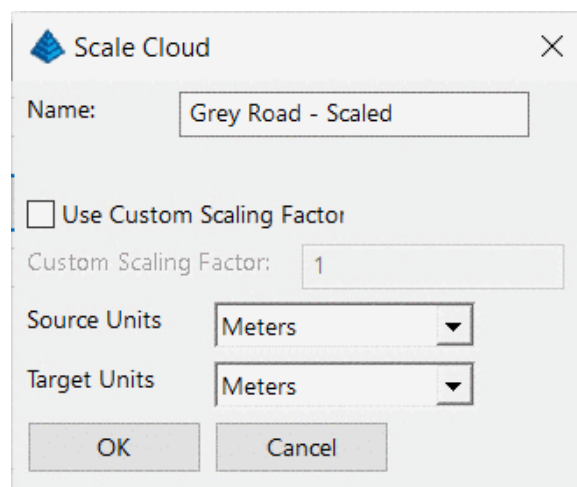 Scale Cloud
Name: Grey Road - Scaled
Use Custom Scaling Factor
Custom Scaling Factor: 1
Source Units Meters
Target Units Meters
OK Cancel